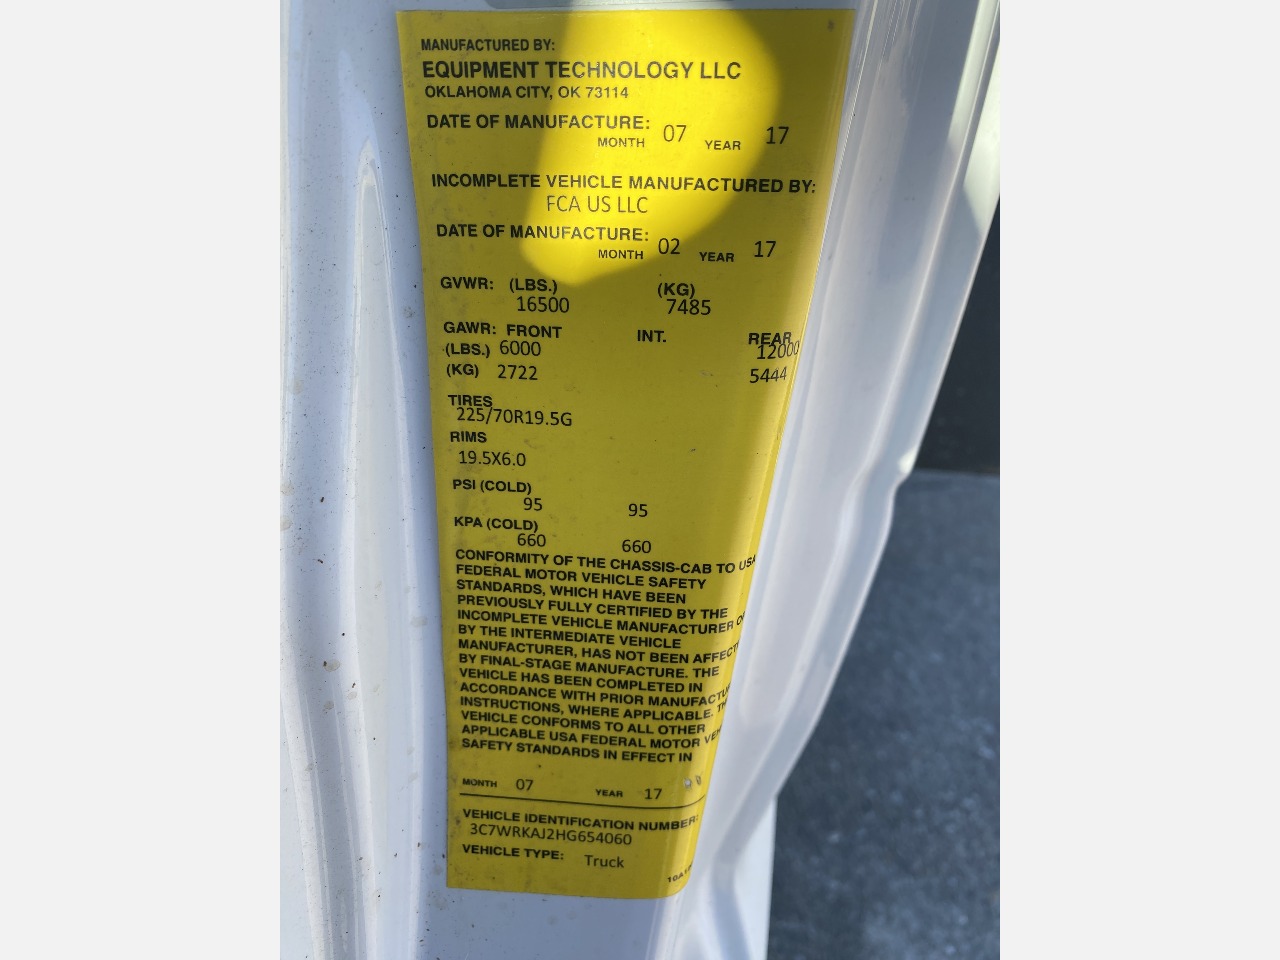 MANUFACTURED BY:
EQUIPMENT TECHNOLOGY LLC
OKLAHOMA CITY, OK 73114
DATE OF MANUFACTURE:
MONTH 07 YEAR 17
INCOMPLETE VEHICLE MANUFACTURED BY:
FCA US LLC
DATE OF MANUFACTURE:
MONTH 02 YEAR 17
GVWR: (LBS.) (KG)
16500 7485
GAWR: FRONT INT. REAR
(LBS.) 6000 12000
(KG) 2722 5444
TIRES
225/70R19.5G
RIMS
19.5X6.0
PSI (COLD)
95 95
KPA (COLD)
660 660
CONFORMITY OF THE CHASSIS-CAB TO USA
FEDERAL MOTOR VEHICLE SAFETY
STANDARDS, WHICH HAVE BEEN
PREVIOUSLY FULLY CERTIFIED BY THE
INCOMPLETE VEHICLE MANUFACTURER
BY THE INTERMEDIATE VEHICLE
MANUFACTURER, HAS NOT BEEN
BY FINAL-STAGE MANUFACTURE. THE
VEHICLE HAS BEEN COMPLETED IN
ACCORDANCE WITH PRIOR
INSTRUCTIONS, WHERE APPLICABLE.
VEHICLE CONFORMS TO ALL OTHER
APPLICABLE USA FEDERAL MOTOR
SAFETY STANDARDS IN EFFECT IN
MONTH 07 YEAR 17
VEHICLE IDENTIFICATION NUMBER:
3C7WRKAJ2HG654060
VEHICLE TYPE: Truck